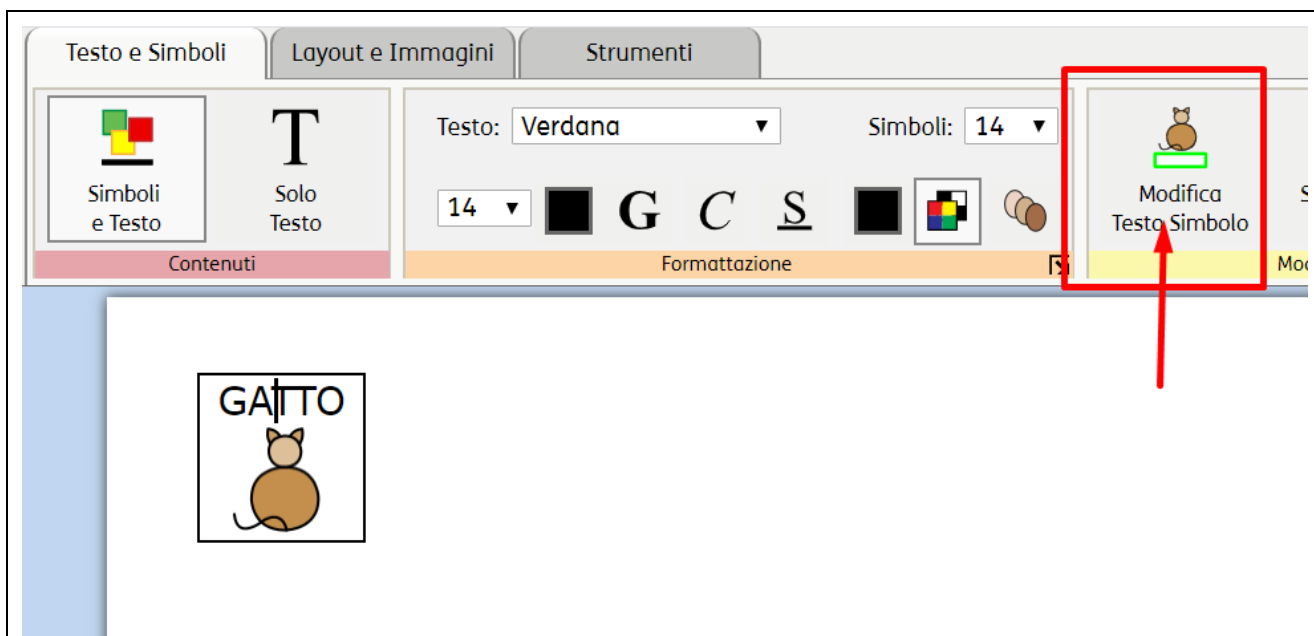 Testo e Simboli Layout e Immagini Strumenti
Testo: Verdana Simboli: 14
Simboli
e Testo
Solo
Testo
14 G C S
Modifica
Testo Simbolo
S
Contenuti Formattazione Mod
GATTO